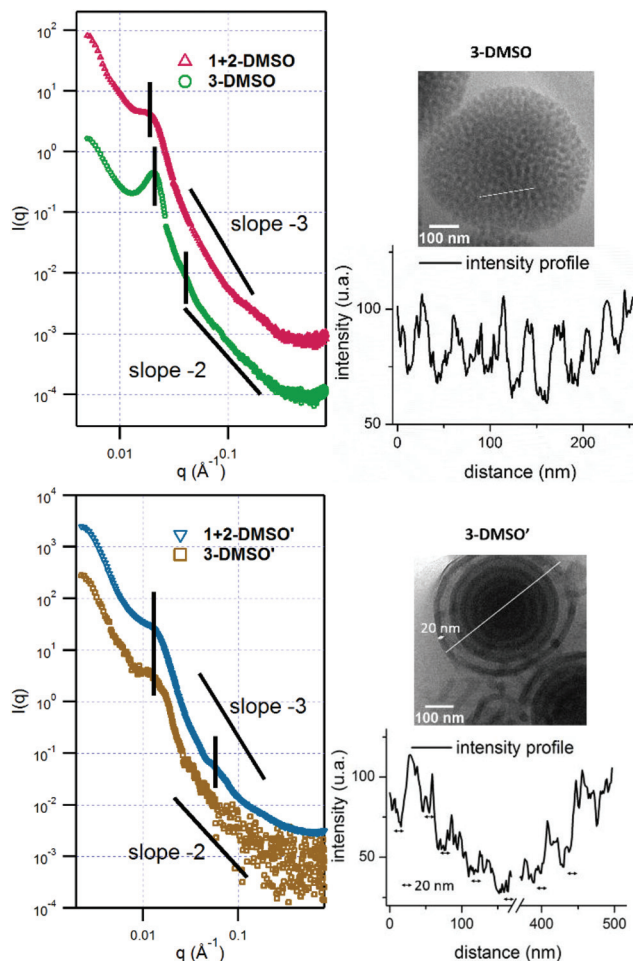 10²
10¹
10⁰
10⁻¹
10⁻²
10⁻³
10⁻⁴
I(q)
1+2-DMSO
3-DMSO
slope -3
slope -2
0.01
0.1
q (Å⁻¹)
3-DMSO
100 nm
intensity profile
100
50
intensity (u.a.)
0
100
200
distance (nm)
10⁴
10³
10²
10¹
10⁰
10⁻¹
10⁻²
10⁻³
10⁻⁴
I(q)
1+2-DMSO'
3-DMSO'
slope -3
slope -2
0.01
0.1
q (Å⁻¹)
3-DMSO'
20 nm
100 nm
intensity profile
100
50
intensity (u.a.)
20 nm
0
100
400
500
distance (nm)